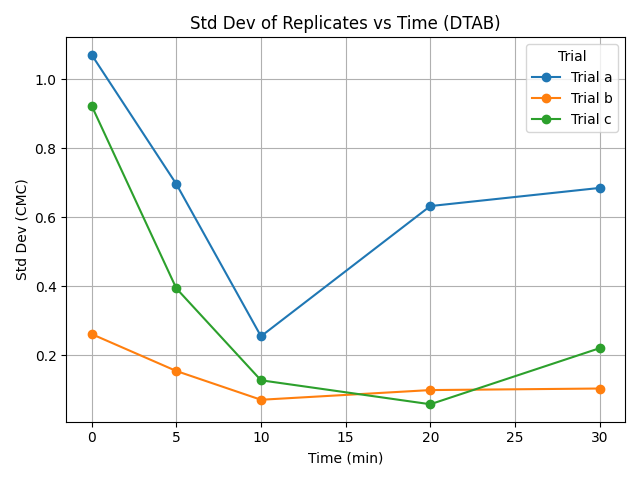 Std Dev of Replicates vs Time (DTAB)
Trial
Trial a
Trial b
Trial c
Std Dev (CMC)
1.0
0.8
0.6
0.4
0.2
0 5 10 15 20 25 30
Time (min)